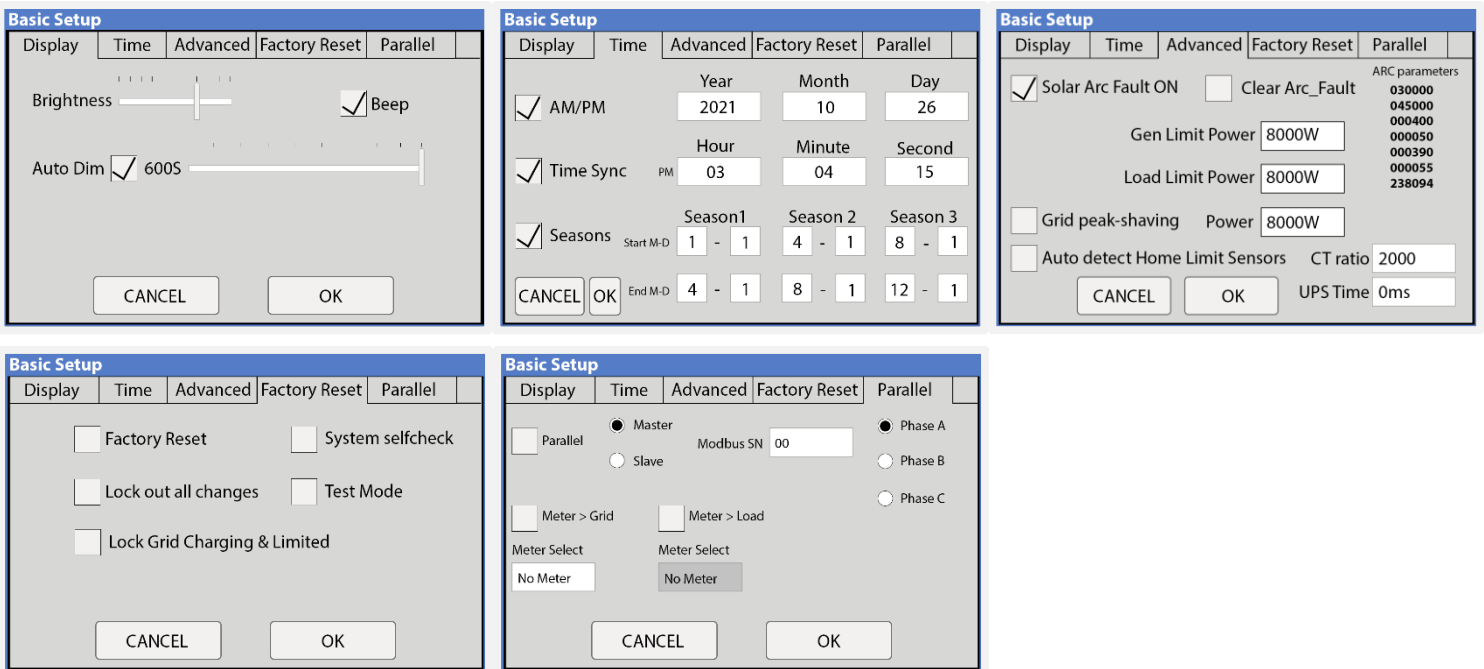 Basic Setup
Display Time Advanced Factory Reset Parallel
Brightness Beep
Auto Dim 600S
CANCEL OK
Basic Setup
Display Time Advanced Factory Reset Parallel
Year Month Day
AM/PM 2021 10 26
Hour Minute Second
Time Sync PM 03 04 15
Season1 Season 2 Season 3
Seasons Start M-D 1 - 1 4 - 1 8 - 1
CANCEL OK End M-D 4 - 1 8 - 1 12 - 1
Basic Setup
Display Time Advanced Factory Reset Parallel
ARC parameters
Solar Arc Fault ON Clear Arc_Fault 030000
045000
000400
Gen Limit Power 8000W 000050
000390
000055
Load Limit Power 8000W 238094
Grid peak-shaving Power 8000W
Auto detect Home Limit Sensors CT ratio 2000
CANCEL OK UPS Time 0ms
Basic Setup
Display Time Advanced Factory Reset Parallel
Factory Reset System selfcheck
Lock out all changes Test Mode
Lock Grid Charging & Limited
CANCEL OK
Basic Setup
Display Time Advanced Factory Reset Parallel
Master Phase A
Parallel Modbus SN 00
Slave Phase B
Phase C
Meter > Grid Meter > Load
Meter Select Meter Select
No Meter No Meter
CANCEL OK